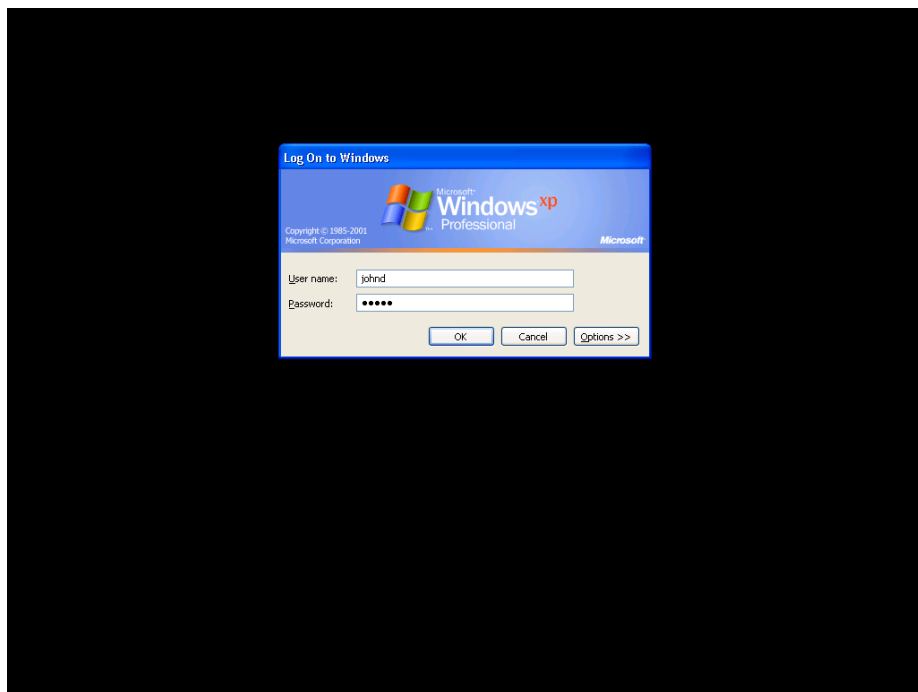 Log On to Windows
Microsoft
Windows xp
Professional
Copyright © 1985-2001
Microsoft Corporation
Microsoft
User name: johnd
Password: •••••
OK Cancel Options >>